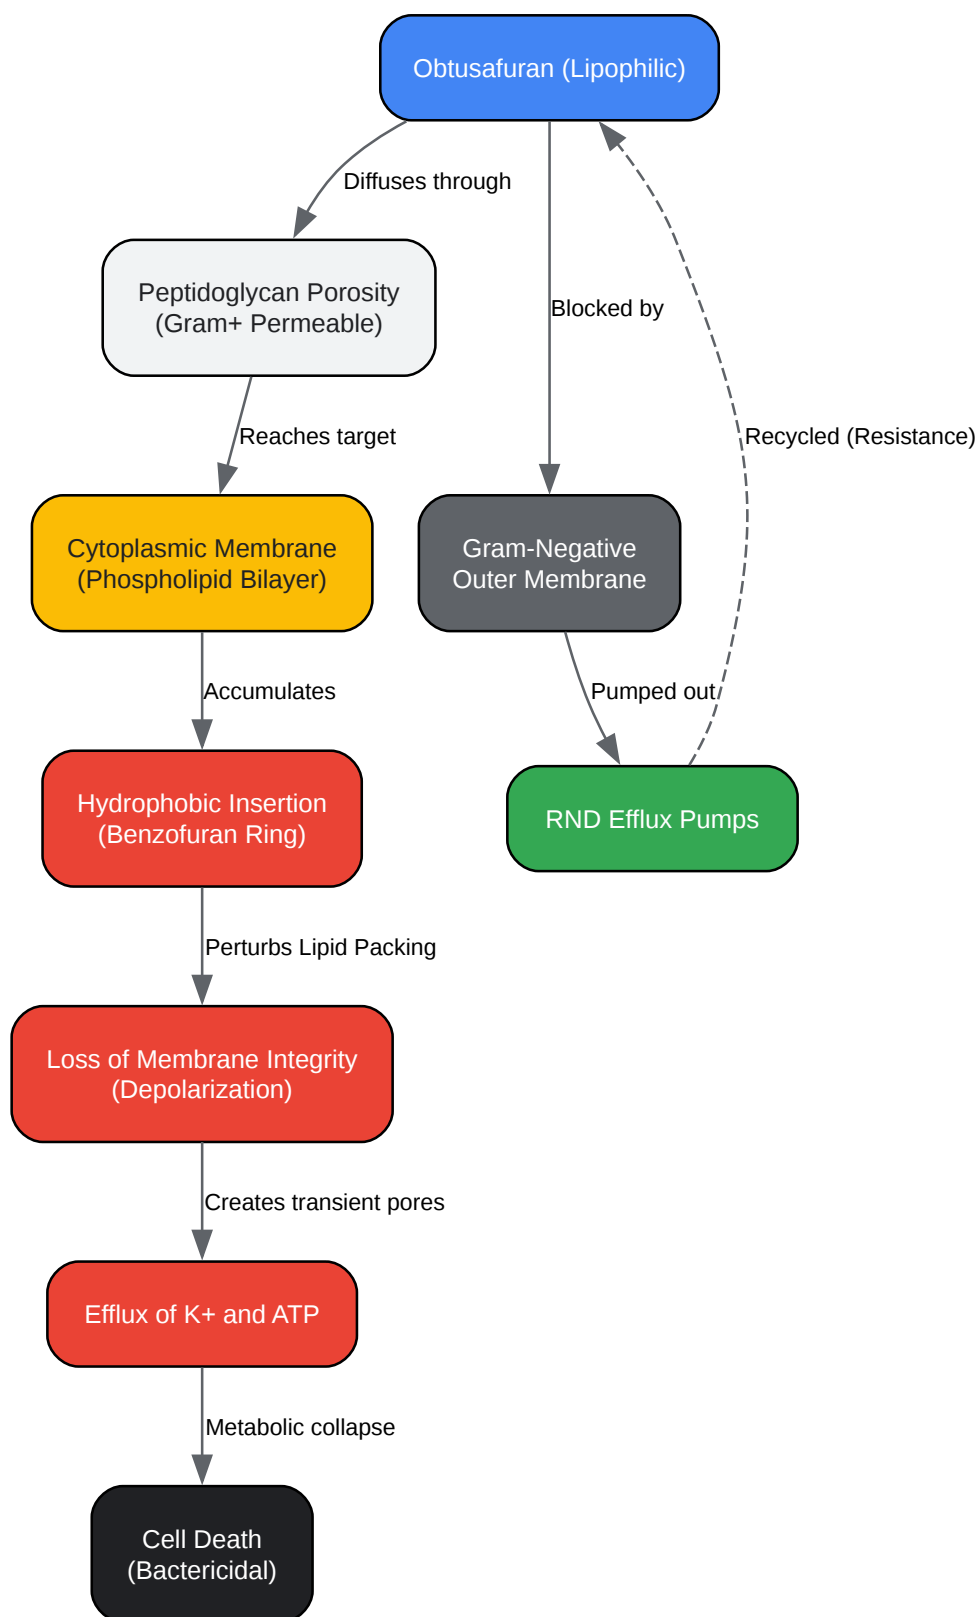 Obtusafuran (Lipophilic)
Diffuses through
Peptidoglycan Porosity
(Gram+ Permeable)
Blocked by
Reaches target
Recycled (Resistance)
Cytoplasmic Membrane
(Phospholipid Bilayer)
Gram-Negative
Outer Membrane
Accumulates
Pumped out
Hydrophobic Insertion
(Benzofuran Ring)
RND Efflux Pumps
Perturbs Lipid Packing
Loss of Membrane Integrity
(Depolarization)
Creates transient pores
Efflux of K+ and ATP
Metabolic collapse
Cell Death
(Bactericidal)